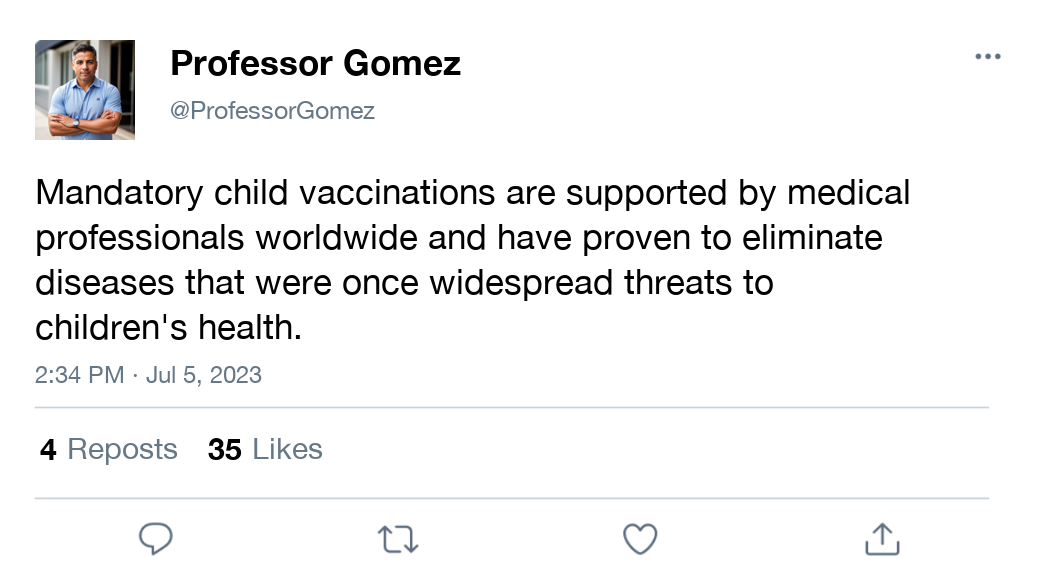 Professor Gomez
@ProfessorGomez
Mandatory child vaccinations are supported by medical
professionals worldwide and have proven to eliminate
diseases that were once widespread threats to
children's health.
2:34 PM · Jul 5, 2023
4 Reposts 35 Likes